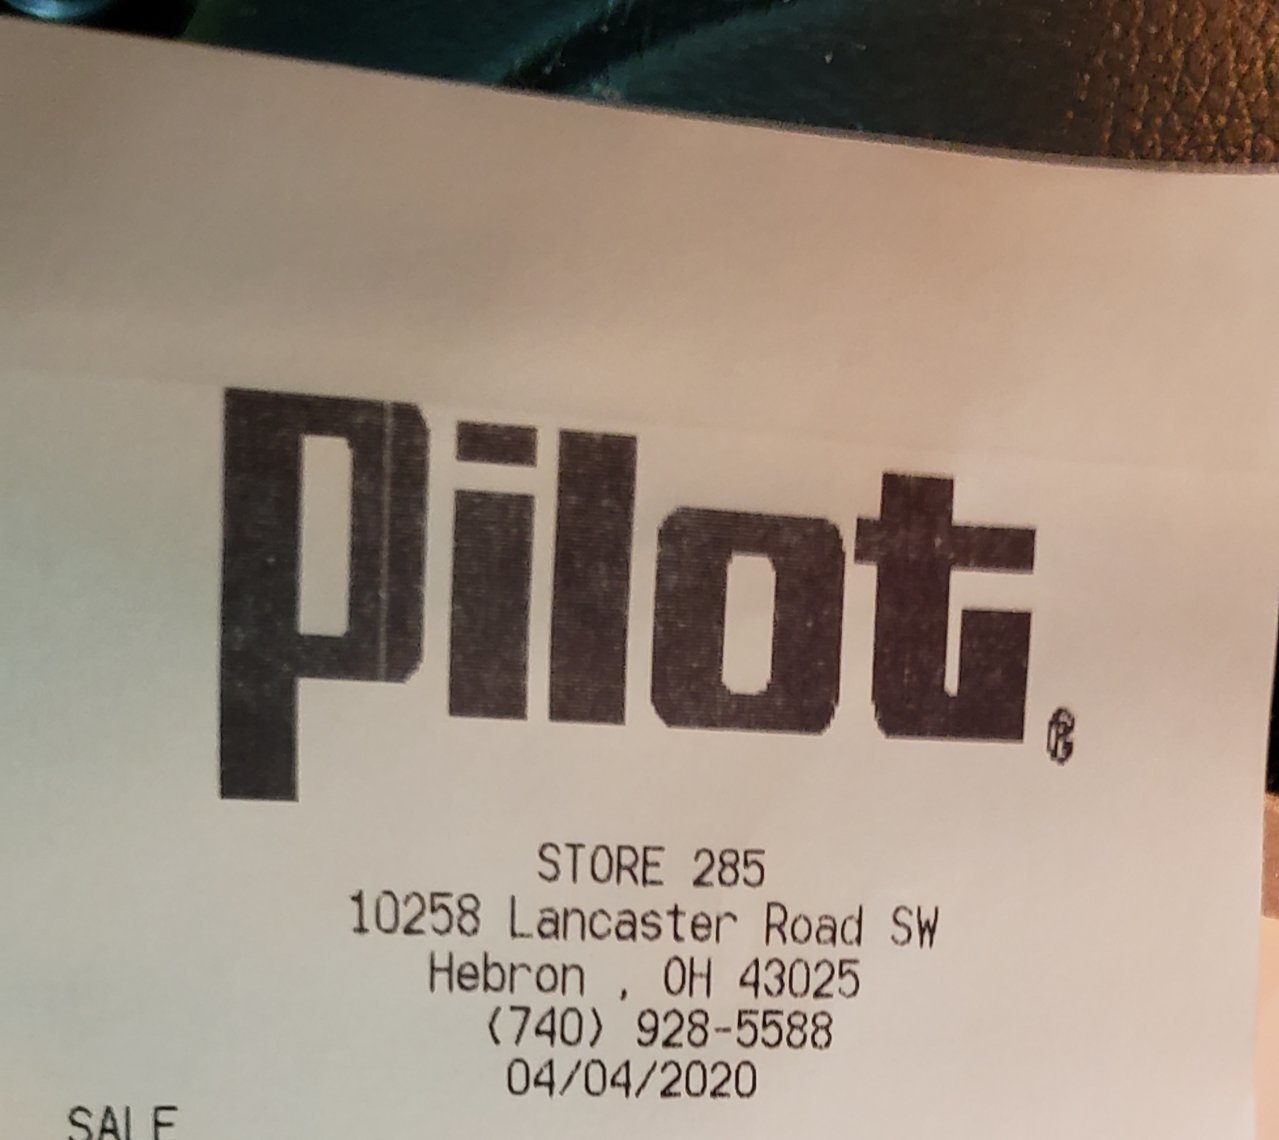 Pilot®
STORE 285
10258 Lancaster Road SW
Hebron , OH 43025
(740) 928-5588
04/04/2020
SALE